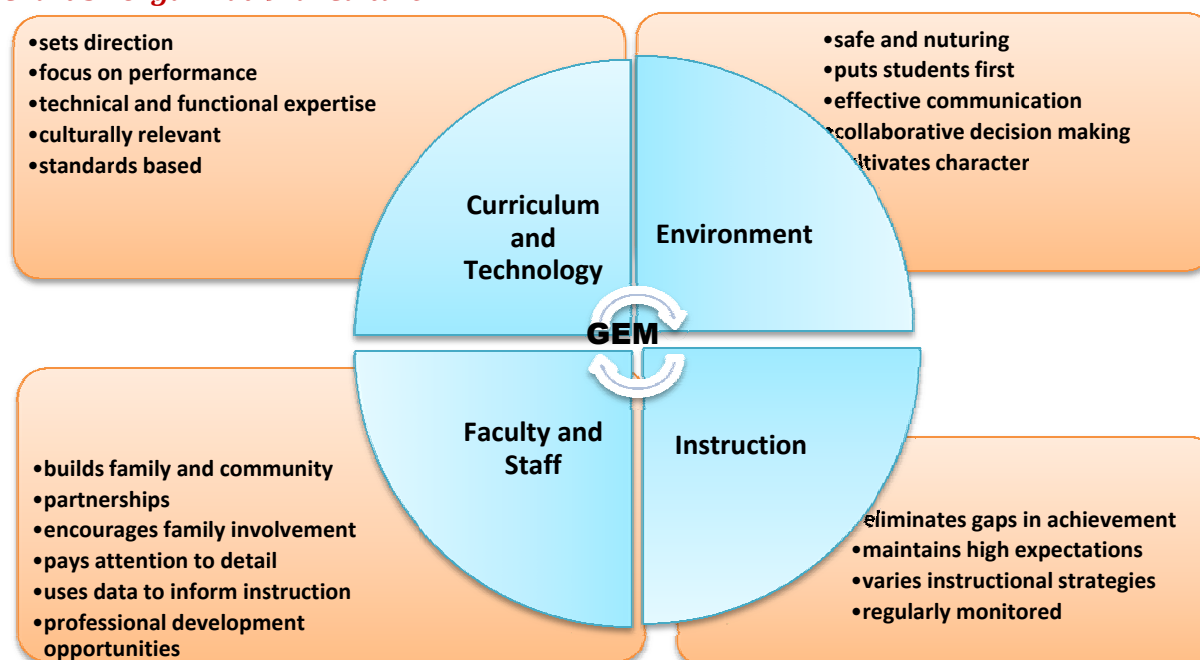 •sets direction
•focus on performance
•technical and functional expertise
•culturally relevant
•standards based
•safe and nuturing
•puts students first
•effective communication
•collaborative decision making
•cultivates character
Curriculum
and
Technology
Environment
GEM
Faculty and
Staff
Instruction
•builds family and community
•partnerships
•encourages family involvement
•pays attention to detail
•uses data to inform instruction
•professional development
opportunities
•eliminates gaps in achievement
•maintains high expectations
•varies instructional strategies
•regularly monitored